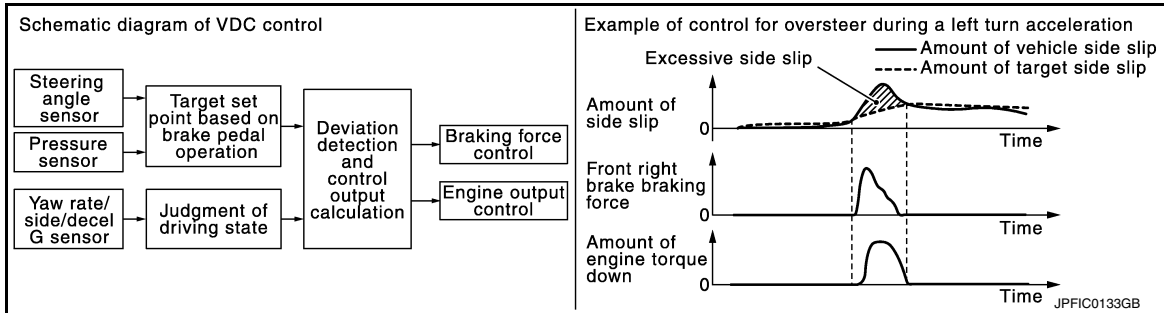 Schematic diagram of VDC control
Steering
angle
sensor
Pressure
sensor
Yaw rate/
side/decel
G sensor
Target set
point based on
brake pedal
operation
Judgment of
driving state
Deviation
detection
and
control
output
calculation
Braking force
control
Engine output
control
Example of control for oversteer during a left turn acceleration
Excessive side slip
Amount of vehicle side slip
Amount of target side slip
Amount of
side slip
0
Time
Front right
brake braking
force
0
Time
Amount of
engine torque
down
0
Time
JPFIC0133GB